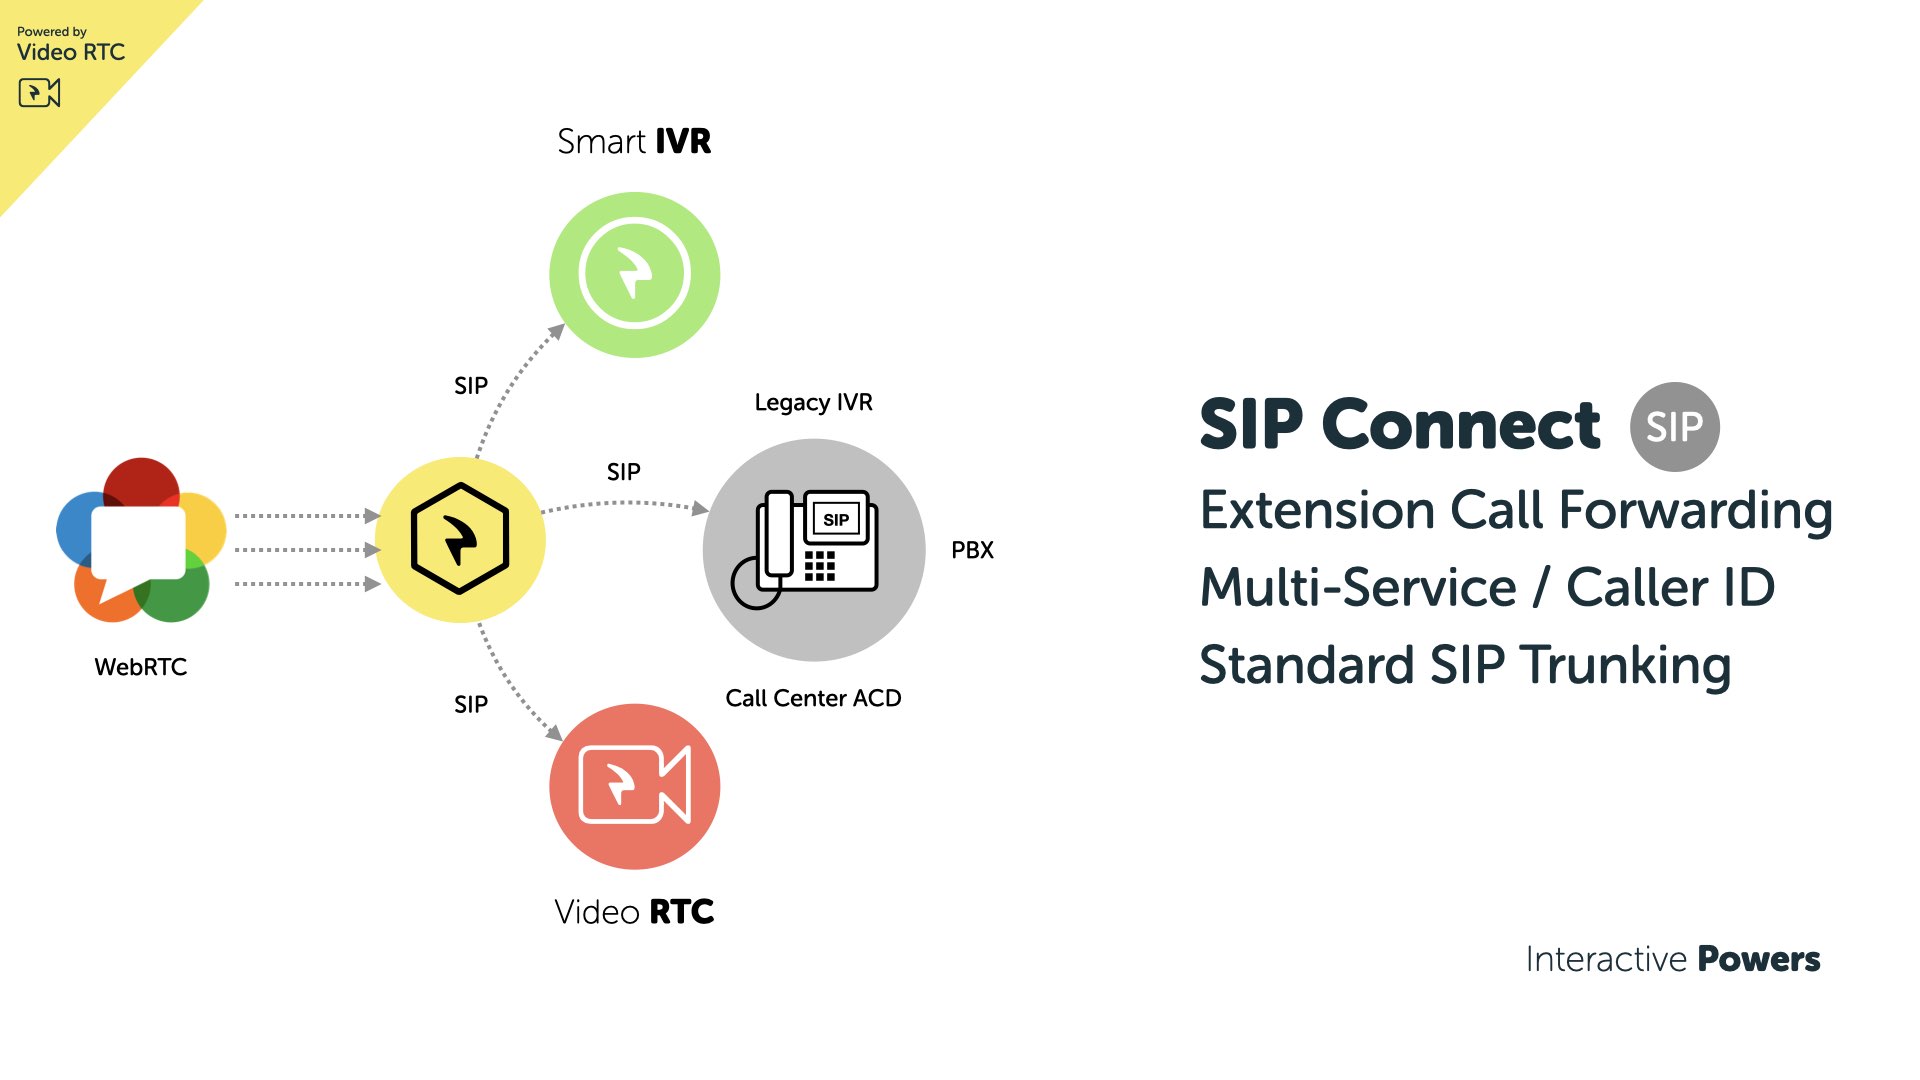 Powered by
Video RTC
Smart IVR
SIP
Legacy IVR
SIP
SIP
PBX
WebRTC
Call Center ACD
SIP
Video RTC
SIP Connect SIP
Extension Call Forwarding
Multi-Service / Caller ID
Standard SIP Trunking
Interactive Powers